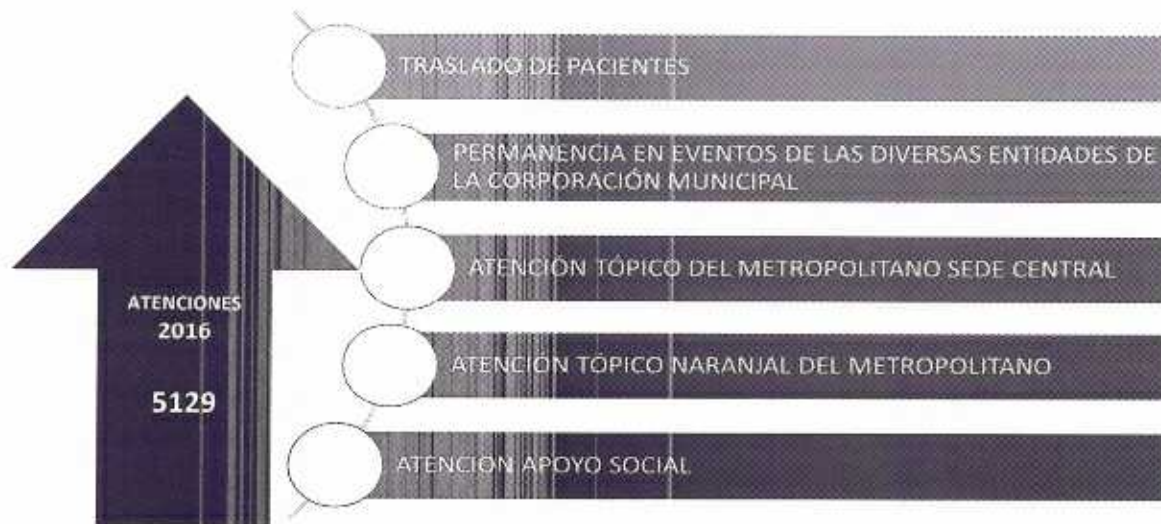 TRASLADO DE PACIENTES
PERMANENCIA EN EVENTOS DE LAS DIVERSAS ENTIDADES DE
LA CORPORACIÓN MUNICIPAL
ATENCIÓN TÓPICO DEL METROPOLITANO SEDE CENTRAL
ATENCIÓN TÓPICO NARANJAL DEL METROPOLITANO
ATENCIÓN APOYO SOCIAL
ATENCIONES
2016
5129